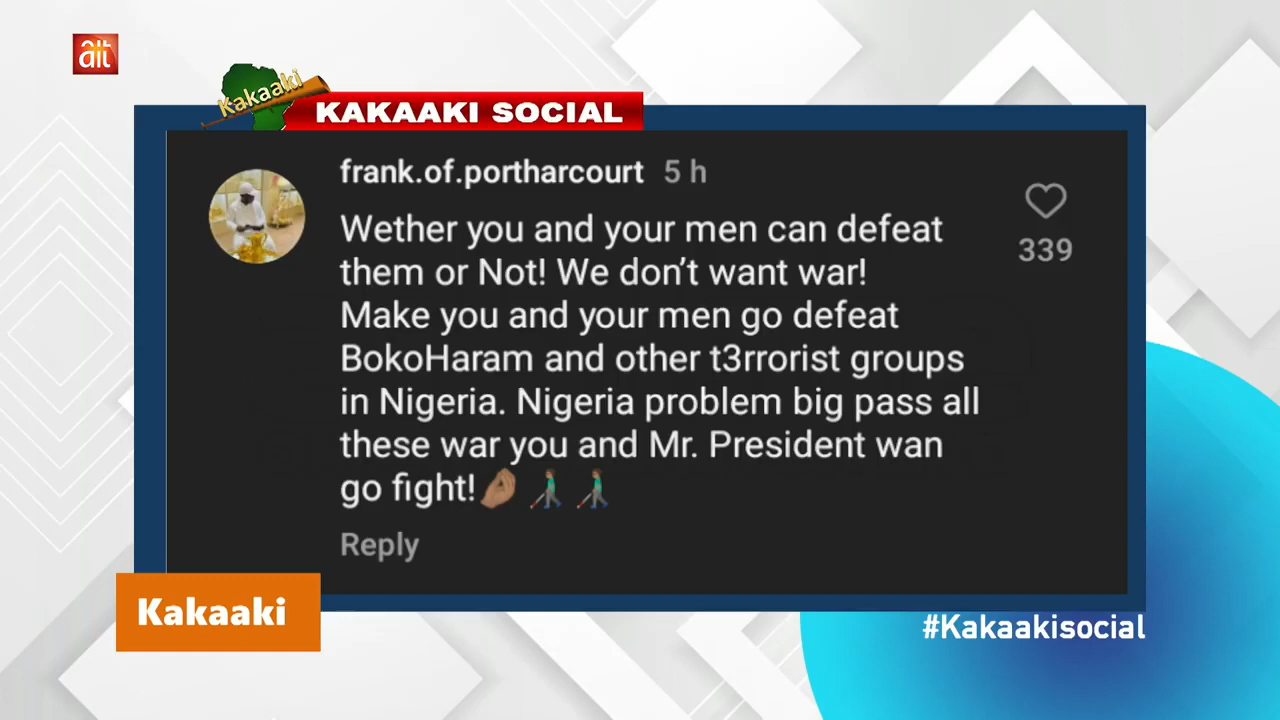 ait
Kakaaki
KAKAAKI SOCIAL
frank.of.portharcourt 5 h
Wether you and your men can defeat
them or Not! We don't want war!
Make you and your men go defeat
BokoHaram and other t3rrorist groups
in Nigeria. Nigeria problem big pass all
these war you and Mr. President wan
go fight!🤌🏽👨🏽‍🦯👨🏽‍🦯
339
Reply
Kakaaki
#Kakaakisocial